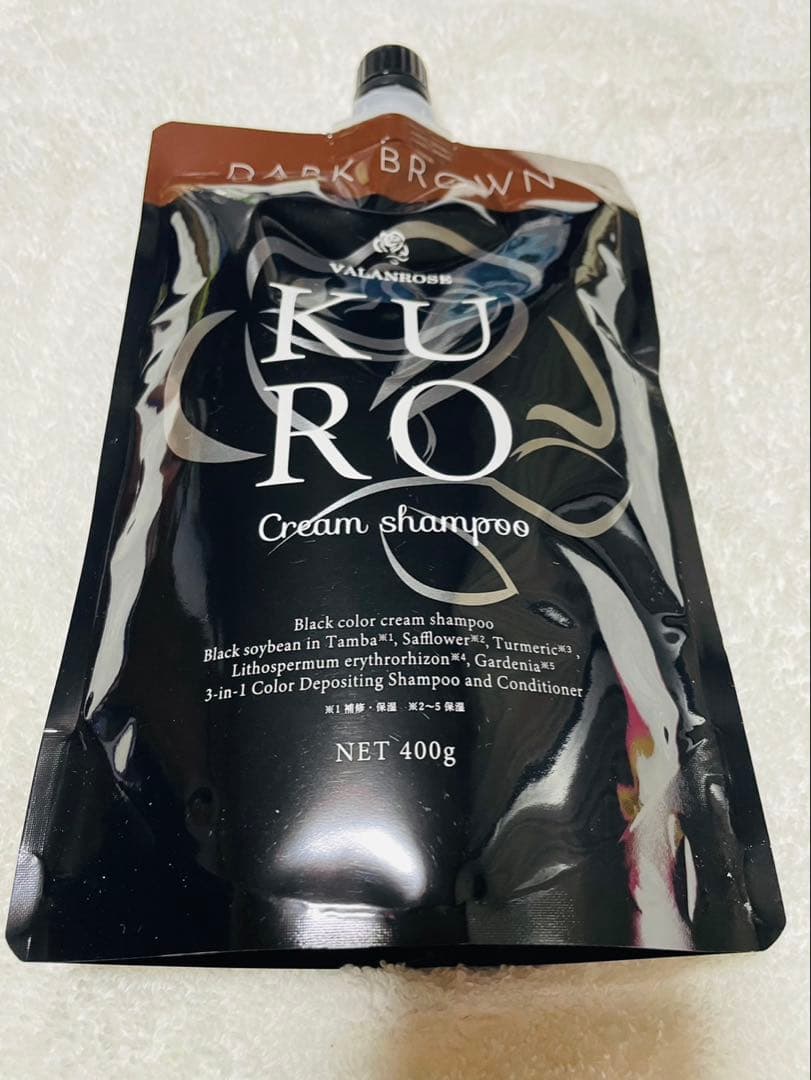 DARK BROWN
VALANROSE
KU
RO
Cream shampoo
Black color cream shampoo
Black soybean in Tamba※1, Safflower※2, Turmeric※3,
Lithospermum erythrorhizon※4, Gardenia※5
3-in-1 Color Depositing Shampoo and Conditioner
※1 補修・保湿 ※2〜5 保湿
NET 400g